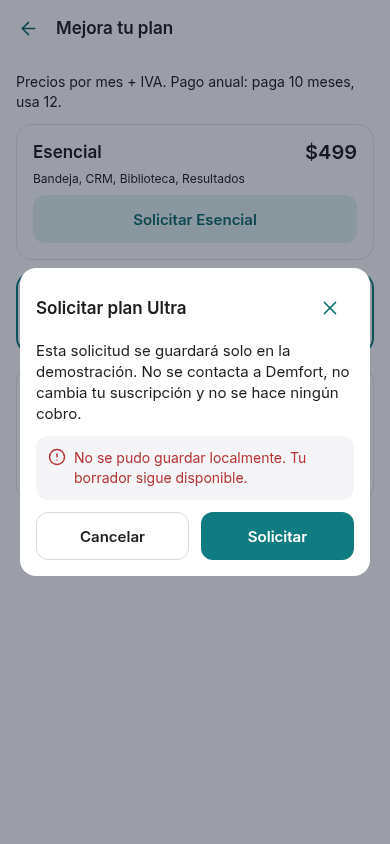 Mejora tu plan
Precios por mes + IVA. Pago anual: paga 10 meses,
usa 12.
Esencial
$499
Bandeja, CRM, Biblioteca, Resultados
Solicitar Esencial
Solicitar plan Ultra
Esta solicitud se guardará solo en la
demostración. No se contacta a Demfort, no
cambia tu suscripción y no se hace ningún
cobro.
No se pudo guardar localmente. Tu
borrador sigue disponible.
Cancelar
Solicitar